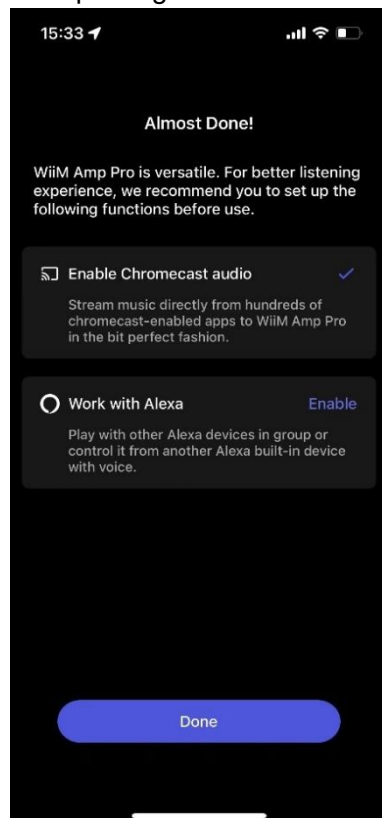 15:33
Almost Done!
WiiM Amp Pro is versatile. For better listening
experience, we recommend you to set up the
following functions before use.
Enable Chromecast audio
Stream music directly from hundreds of
chromecast-enabled apps to WiiM Amp Pro
in the bit perfect fashion.
Work with Alexa Enable
Play with other Alexa devices in group or
control it from another Alexa built-in device
with voice.
Done